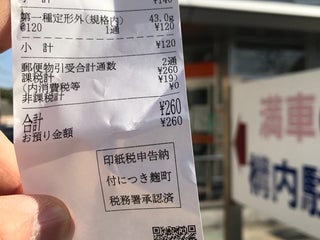 小計 ¥140
第一種定形外(規格内) 43.0g
@120 1通 ¥120
小計 ¥120
郵便物引受合計通数 2通
課税計 ¥260
(内消費税等 ¥19)
非課税計 ¥0
合計 ¥260
お預り金額 ¥260
印紙税申告納
付につき麹町
税務署承認済
満車の
構内駐